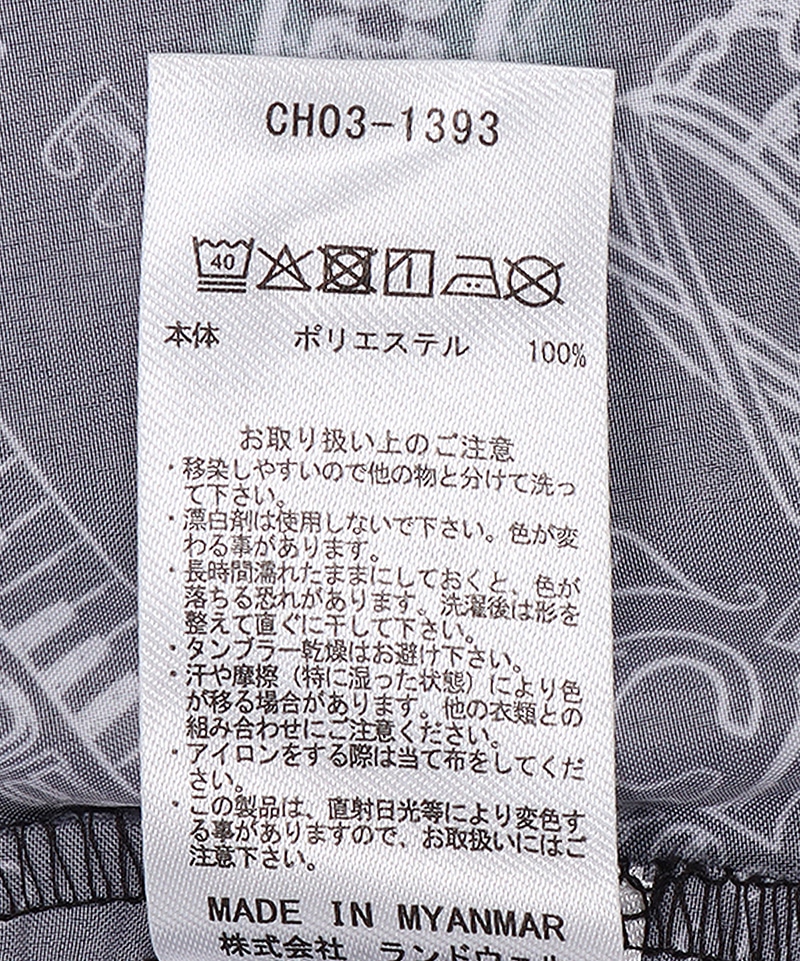 CH03-1393
40
本体 ポリエステル 100%
お取り扱い上のご注意
・移染しやすいので他の物と分けて洗っ
て下さい。
・漂白剤は使用しないで下さい。色が変
わる事があります。
・長時間濡れたままにしておくと、色が
落ちる恐れがあります。洗濯後は形を
整えて直ぐに干して下さい。
・タンブラー乾燥はお避け下さい。
・汗や摩擦（特に湿った状態）により色
が移る場合があります。他の衣類との
組み合わせにご注意ください。
・アイロンをする際は当て布をしてくだ
さい。
・この製品は、直射日光等により変色す
る事がありますので、お取扱いにはご
注意下さい。
MADE IN MYANMAR
株式会社 ランドウェル